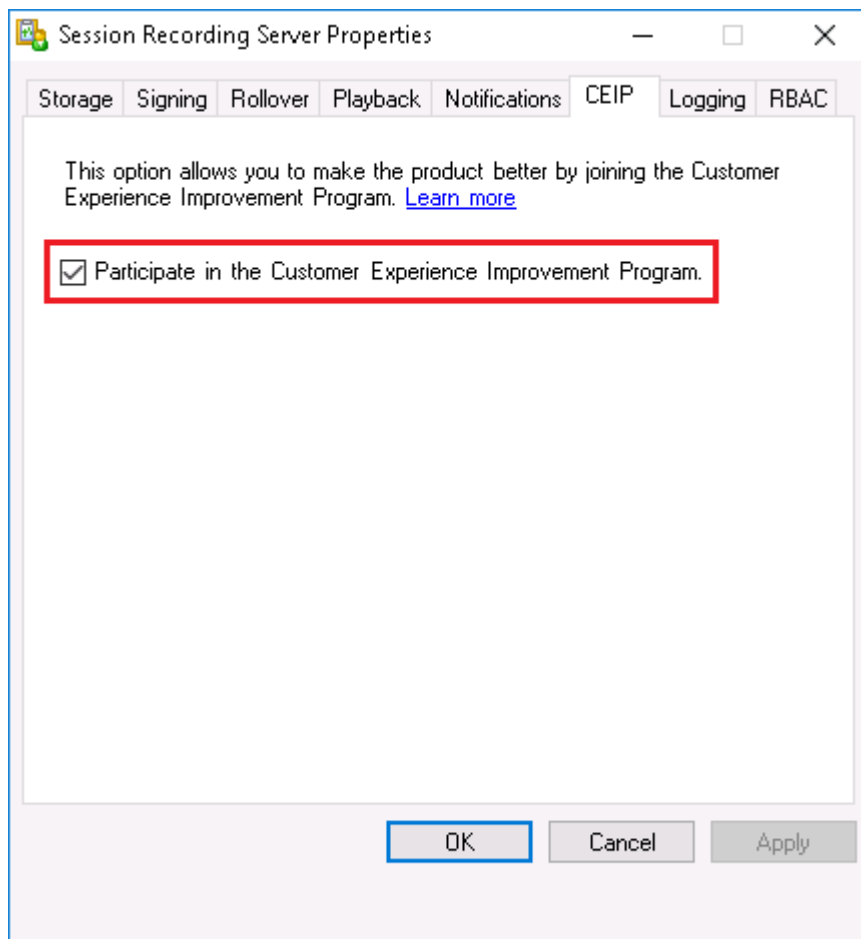 Session Recording Server Properties
Storage Signing Rollover Playback Notifications CEIP Logging RBAC
This option allows you to make the product better by joining the Customer
Experience Improvement Program. Learn more
Participate in the Customer Experience Improvement Program.
OK Cancel Apply